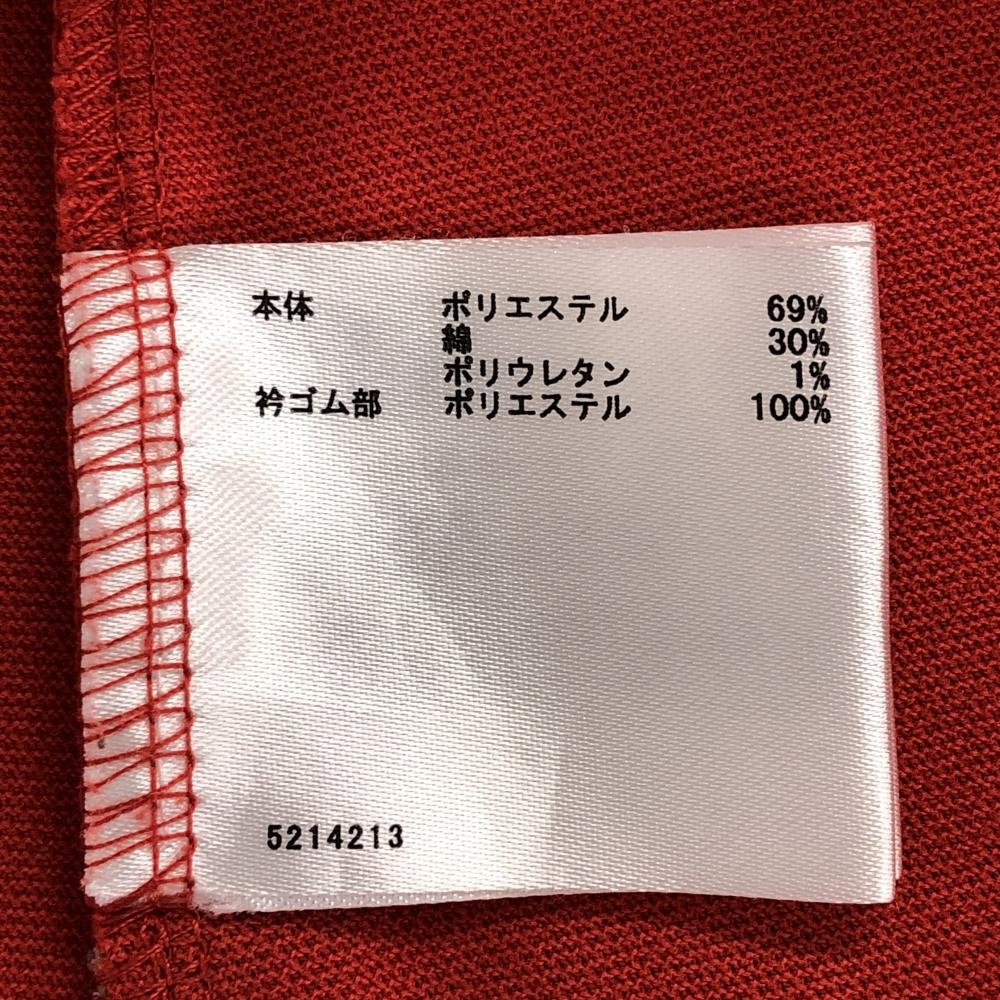 本体 ポリエステル 69%
綿 30%
ポリウレタン 1%
衿ゴム部 ポリエステル 100%
5214213